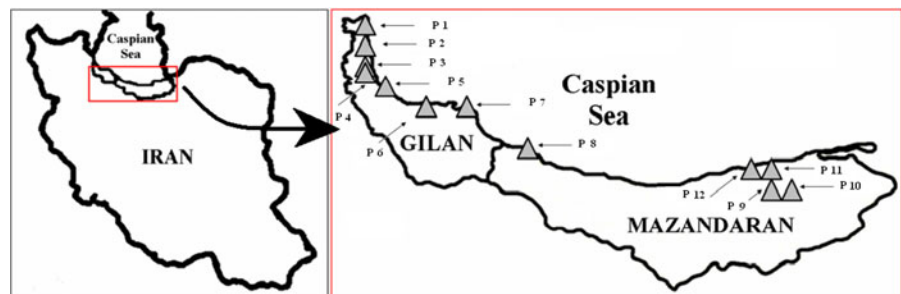 Caspian
Sea
IRAN
P 1
P 2
P 3
P 5
P 4
P 6
P 7
GILAN
Caspian
Sea
P 8
P 11
P 12
P 10
P 9
MAZANDARAN